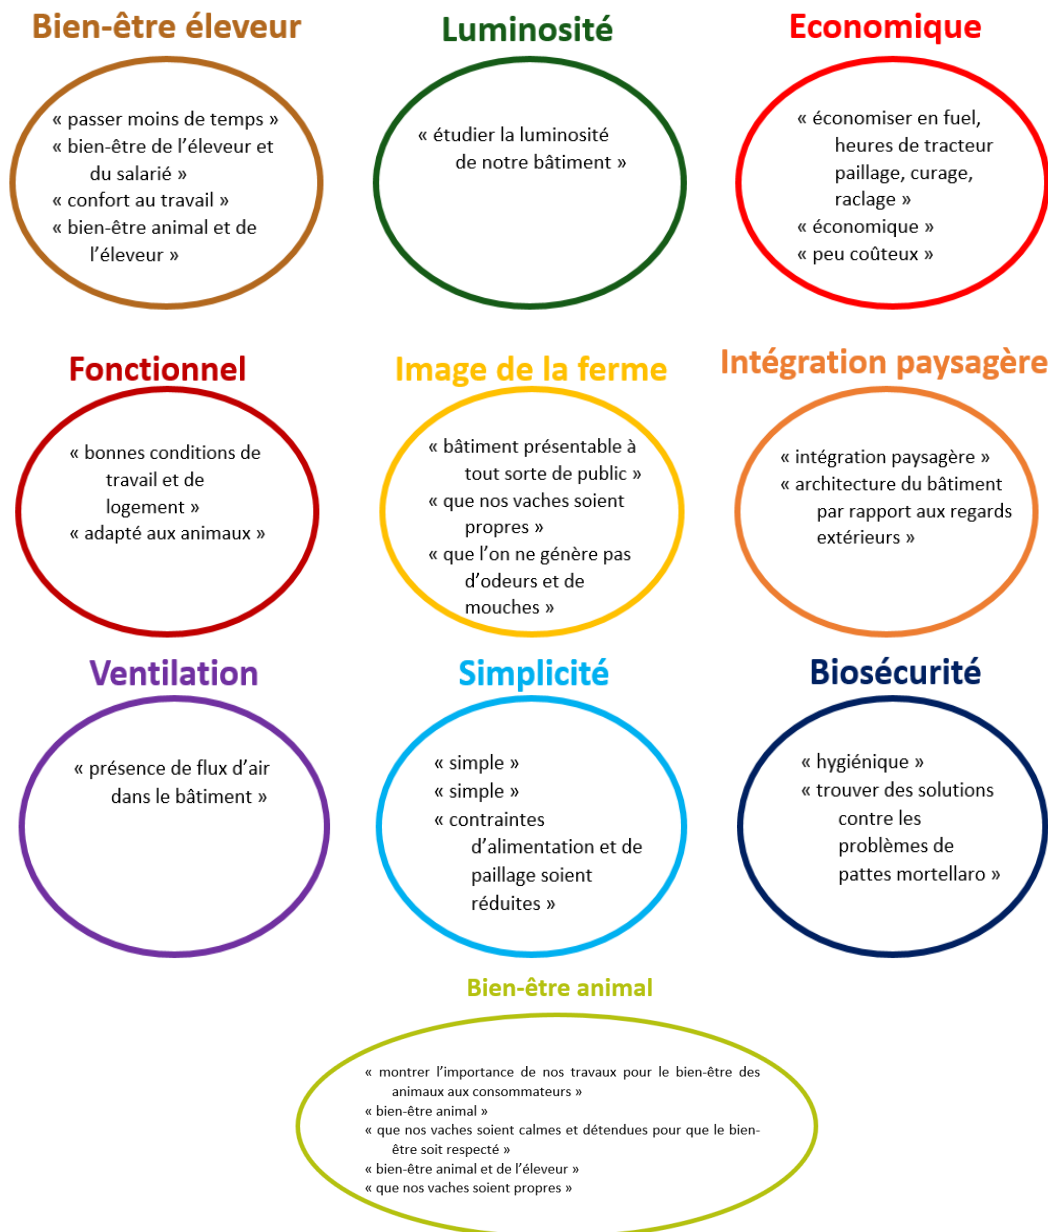 Bien-être éleveur
« passer moins de temps »
« bien-être de l’éleveur et
du salarié »
« confort au travail »
« bien-être animal et de
l’éleveur »
Luminosité
« étudier la luminosité
de notre bâtiment »
Economique
« économiser en fuel,
heures de tracteur
paillage, curage,
raclage »
« économique »
« peu coûteux »
Fonctionnel
« bonnes conditions de
travail et de
logement »
« adapté aux animaux »
Image de la ferme
« bâtiment présentable à
tout sorte de public »
« que nos vaches soient
propres »
« que l’on ne génère pas
d’odeurs et de
mouches »
Intégration paysagère
« intégration paysagère »
« architecture du bâtiment
par rapport aux regards
extérieurs »
Ventilation
« présence de flux d’air
dans le bâtiment »
Simplicité
« simple »
« simple »
« contraintes
d’alimentation et de
paillage soient
réduites »
Biosécurité
« hygiénique »
« trouver des solutions
contre les
problèmes de
pattes mortellaro »
Bien-être animal
« montrer l’importance de nos travaux pour le bien-être des
animaux aux consommateurs »
« bien-être animal »
« que nos vaches soient calmes et détendues pour que le bien-
être soit respecté »
« bien-être animal et de l’éleveur »
« que nos vaches soient propres »